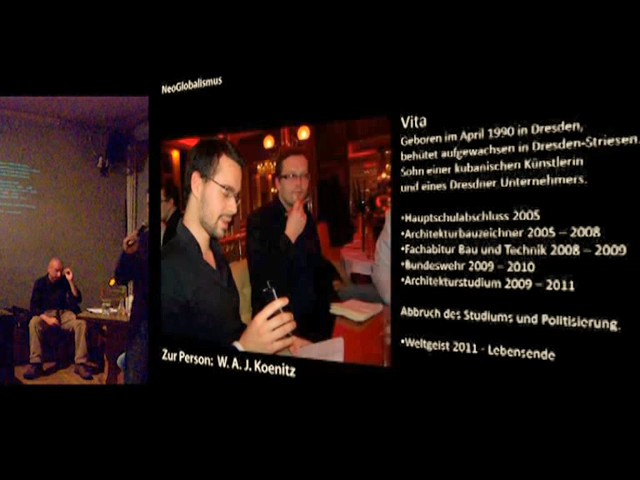 NeoGlobalismus
Vita
Geboren im April 1990 in Dresden,
behütet aufgewachsen in Dresden-Striesen.
Sohn einer kubanischen Künstlerin
und eines Dresdner Unternehmers.
•Hauptschulabschluss 2005
•Architekturbauzeichner 2005 – 2008
•Fachabitur Bau und Technik 2008 – 2009
•Bundeswehr 2009 – 2010
•Architekturstudium 2009 – 2011
Abbruch des Studiums und Politisierung.
•Weltgeist 2011 - Lebensende
Zur Person: W. A. J. Koenitz